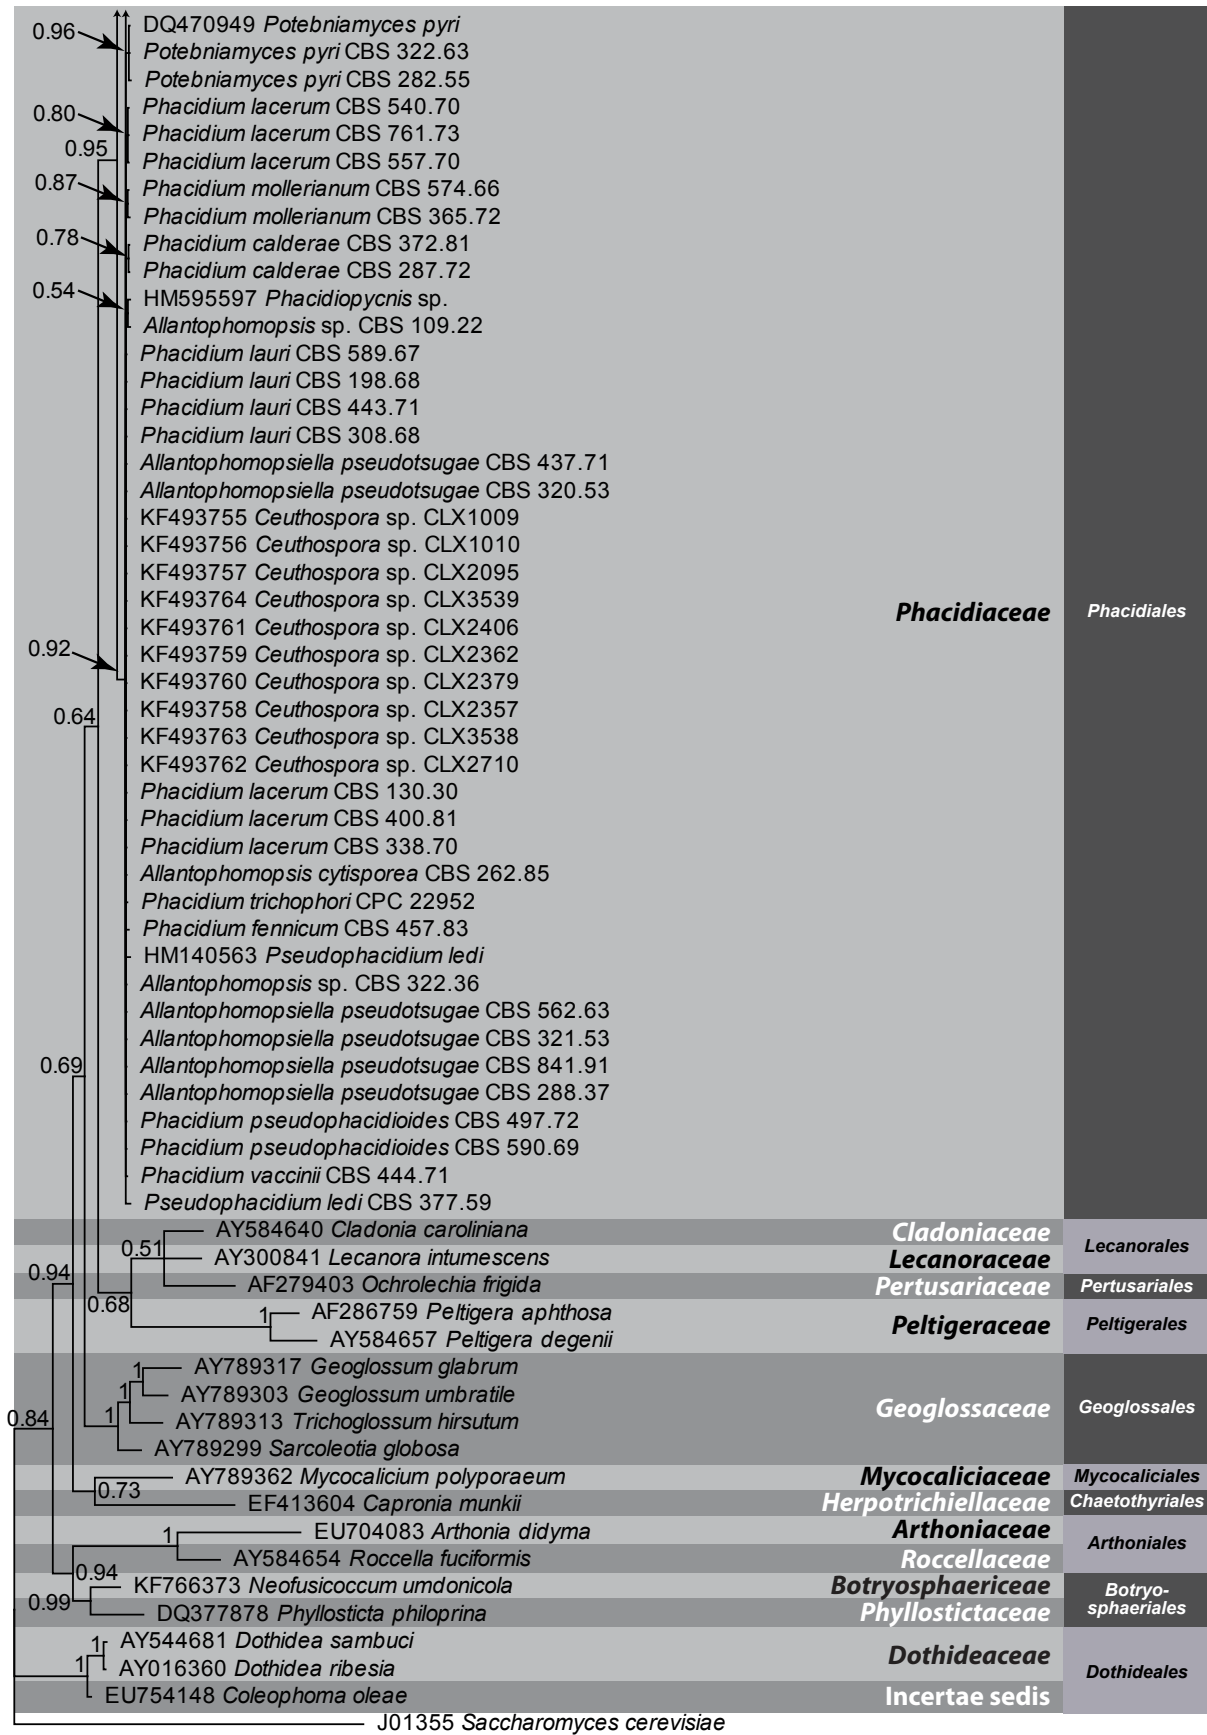 0.96
DQ470949 Potebniamyces pyri
Potebniamyces pyri CBS 322.63
Potebniamyces pyri CBS 282.55
0.80
Phacidium lacerum CBS 540.70
Phacidium lacerum CBS 761.73
0.95
Phacidium lacerum CBS 557.70
0.87
Phacidium mollerianum CBS 574.66
Phacidium mollerianum CBS 365.72
0.78
Phacidium calderae CBS 372.81
Phacidium calderae CBS 287.72
0.54
HM595597 Phacidiopycnis sp.
Allantophomopsis sp. CBS 109.22
Phacidium lauri CBS 589.67
Phacidium lauri CBS 198.68
Phacidium lauri CBS 443.71
Phacidium lauri CBS 308.68
Allantophomopsiella pseudotsugae CBS 437.71
Allantophomopsiella pseudotsugae CBS 320.53
KF493755 Ceuthospora sp. CLX1009
KF493756 Ceuthospora sp. CLX1010
KF493757 Ceuthospora sp. CLX2095
KF493764 Ceuthospora sp. CLX3539
Phacidiaceae
Phacidiales
KF493761 Ceuthospora sp. CLX2406
0.92
KF493759 Ceuthospora sp. CLX2362
KF493760 Ceuthospora sp. CLX2379
0.64
KF493758 Ceuthospora sp. CLX2357
KF493763 Ceuthospora sp. CLX3538
KF493762 Ceuthospora sp. CLX2710
Phacidium lacerum CBS 130.30
Phacidium lacerum CBS 400.81
Phacidium lacerum CBS 338.70
Allantophomopsis cytisporea CBS 262.85
Phacidium trichophori CPC 22952
Phacidium fennicum CBS 457.83
HM140563 Pseudophacidium ledi
Allantophomopsis sp. CBS 322.36
Allantophomopsiella pseudotsugae CBS 562.63
Allantophomopsiella pseudotsugae CBS 321.53
0.69
Allantophomopsiella pseudotsugae CBS 841.91
Allantophomopsiella pseudotsugae CBS 288.37
Phacidium pseudophacidioides CBS 497.72
Phacidium pseudophacidioides CBS 590.69
Phacidium vaccinii CBS 444.71
Pseudophacidium ledi CBS 377.59
AY584640 Cladonia caroliniana
Cladoniaceae
Lecanorales
0.51
AY300841 Lecanora intumescens
Lecanoraceae
0.94
AF279403 Ochrolechia frigida
Pertusariaceae
Pertusariales
0.68
1
AF286759 Peltigera aphthosa
Peltigeraceae
Peltigerales
AY584657 Peltigera degenii
1
AY789317 Geoglossum glabrum
1
AY789303 Geoglossum umbratile
Geoglossaceae
Geoglossales
0.84
1
AY789313 Trichoglossum hirsutum
AY789299 Sarcoleotia globosa
AY789362 Mycocalicium polyporaeum
Mycocaliciaceae
Mycocaliciales
0.73
EF413604 Capronia munkii
Herpotrichiellaceae
Chaetothyriales
1
EU704083 Arthonia didyma
Arthoniaceae
Arthoniales
AY584654 Roccella fuciformis
Roccellaceae
0.94
KF766373 Neofusicoccum umdonicola
Botryosphaericeae
Botryo-
sphaeriales
0.99
DQ377878 Phyllosticta philoprina
Phyllostictaceae
1
AY544681 Dothidea sambuci
Dothideaceae
Dothideales
1
AY016360 Dothidea ribesia
EU754148 Coleophoma oleae
Incertae sedis
J01355 Saccharomyces cerevisiae